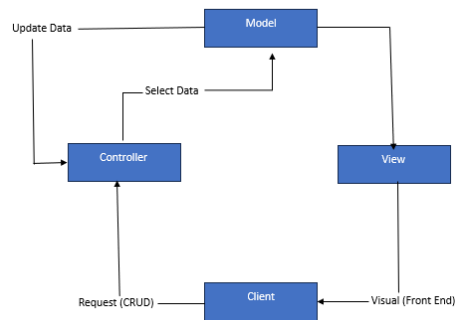 Model
Update Data
Select Data
Controller
View
Client
Request (CRUD)
Visual (Front End)